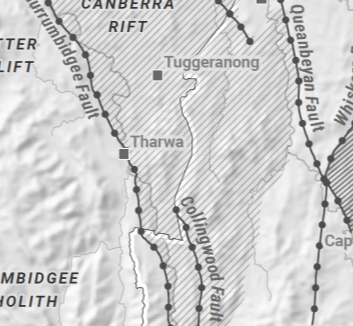 CANBERRA
RIFT
Murrumbidgee Fault
TTER
LIFT
Tuggeranong
Queanbeyan Fault
Tharwa
Collingwood Fault
Cap
MBIDGEE
HOLITH